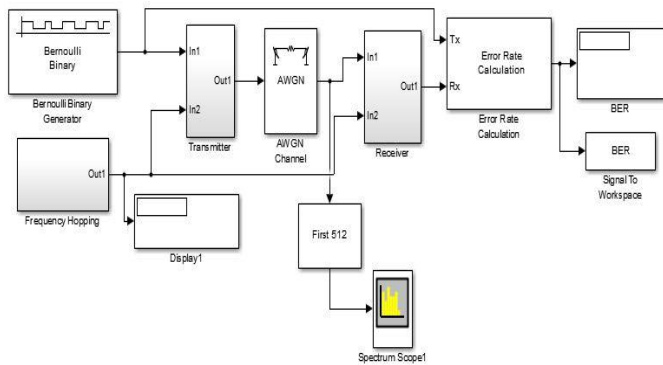 Bernoulli
Binary
Bernoulli Binary
Generator
In1
In2
Out1
Transmitter
AWGN
AWGN
Channel
In1
In2
Out1
Receiver
Tx
Rx
Error Rate
Calculation
Error Rate
Calculation
BER
BER
Signal To
Workspace
Out1
Frequency Hopping
Display1
First 512
Spectrum Scope1